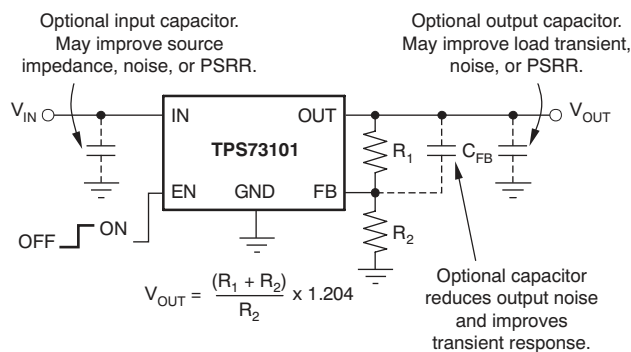 Optional input capacitor.
May improve source
impedance, noise, or PSRR.
Optional output capacitor.
May improve load transient,
noise, or PSRR.
V_IN
IN
OUT
V_OUT
TPS73101
R_1
C_FB
EN
GND
FB
OFF
ON
R_2
V_OUT = (R_1 + R_2) / R_2 x 1.204
Optional capacitor
reduces output noise
and improves
transient response.